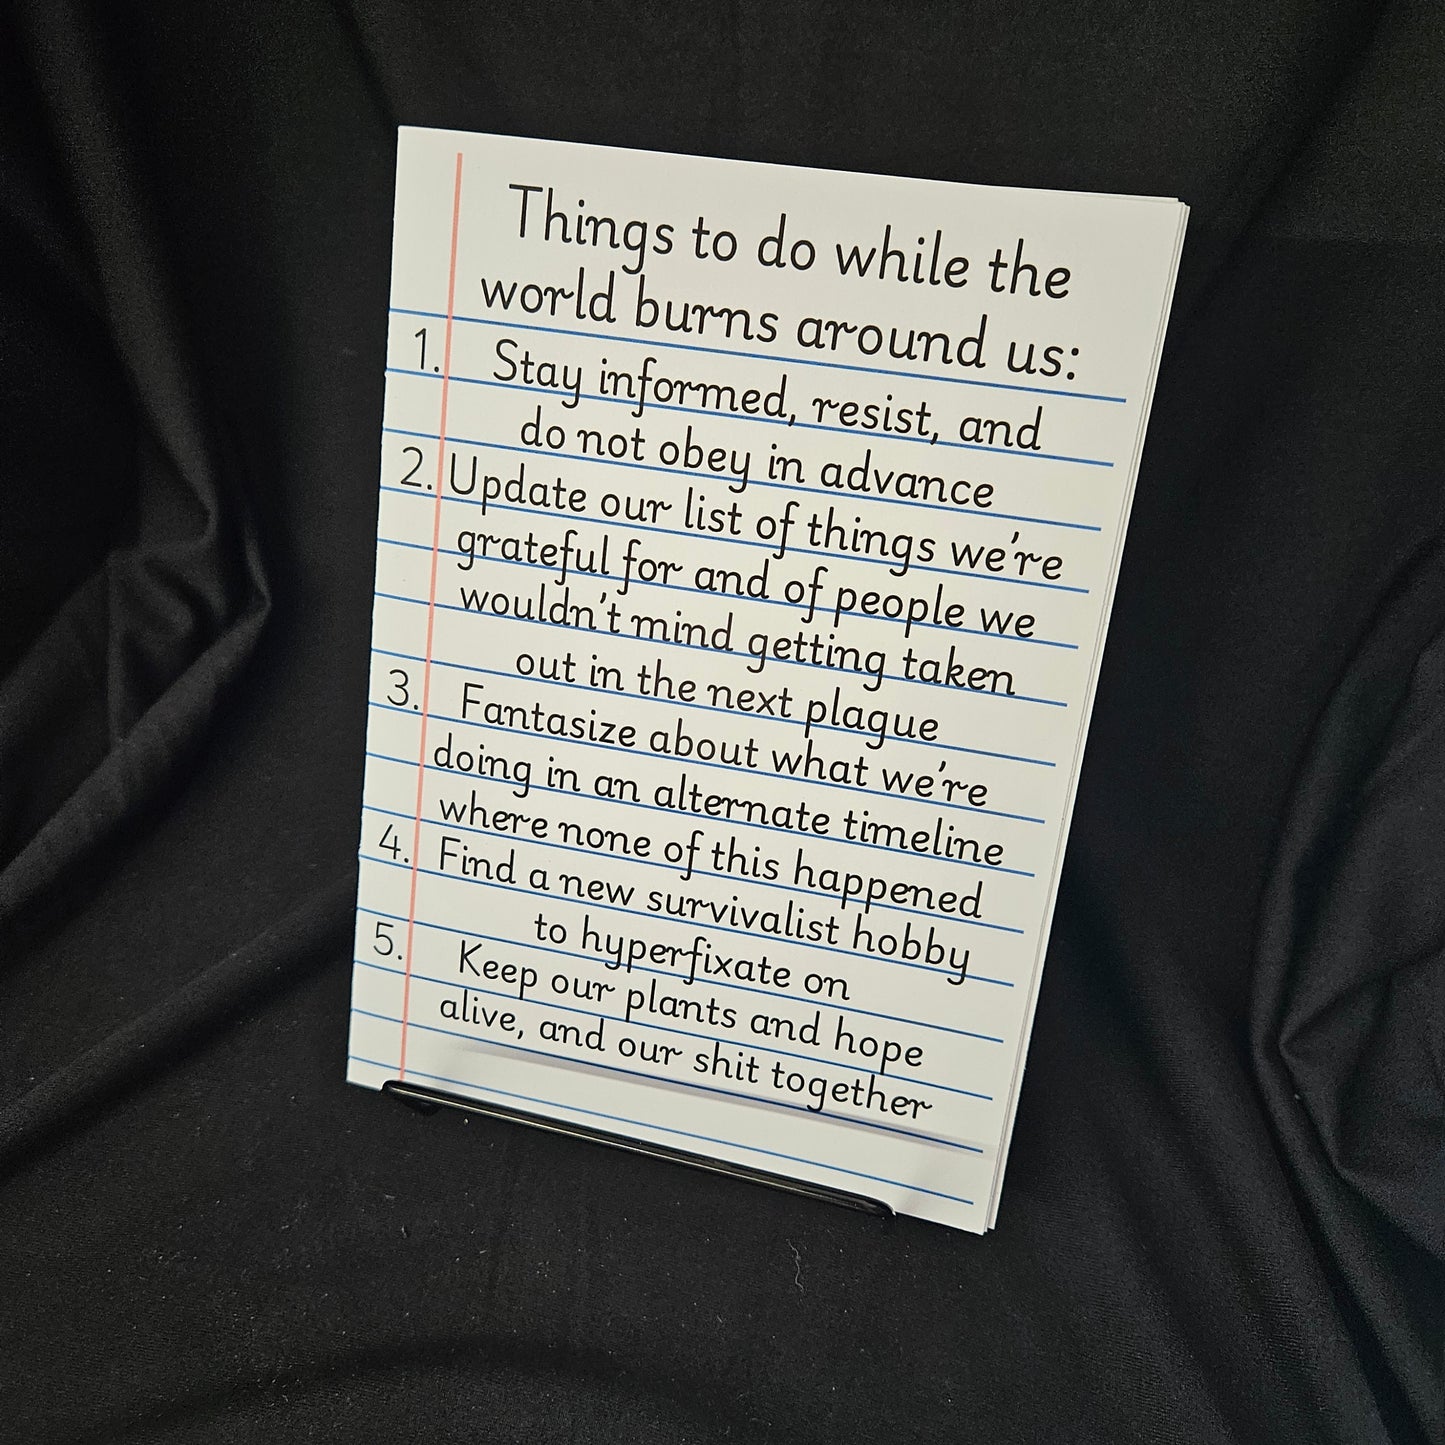 Things to do while the
world burns around us:
1. Stay informed, resist, and
do not obey in advance
2. Update our list of things we're
grateful for and of people we
wouldn't mind getting taken
out in the next plague
3. Fantasize about what we're
doing in an alternate timeline
where none of this happened
4. Find a new survivalist hobby
to hyperfixate on
5. Keep our plants and hope
alive, and our shit together